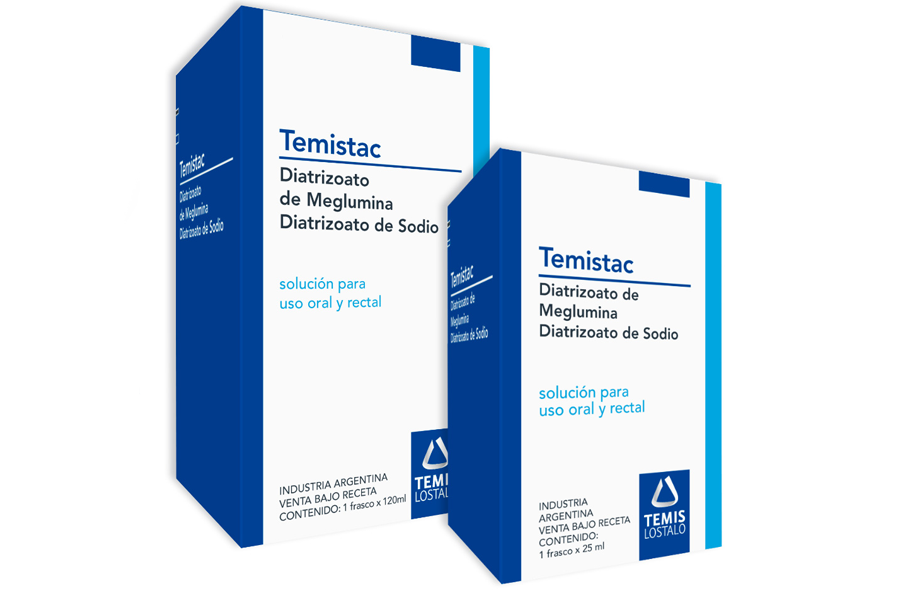 Temistac
Diatrizoato
de Meglumina
Diatrizoato de Sodio
Temistac
Diatrizoato
de Meglumina
Diatrizoato de Sodio
solución para
uso oral y rectal
INDUSTRIA ARGENTINA
VENTA BAJO RECETA
CONTENIDO: 1 frasco x 120ml
TEMI
LOSTAL
Temistac
Diatrizoato de
Meglumina
Diatrizoato de Sodio
Temistac
Diatrizoato de
Meglumina
Diatrizoato de Sodio
solución para
uso oral y rectal
INDUSTRIA
ARGENTINA
VENTA BAJO RECETA
CONTENIDO:
1 frasco x 25 ml
TEMIS
LOSTALO